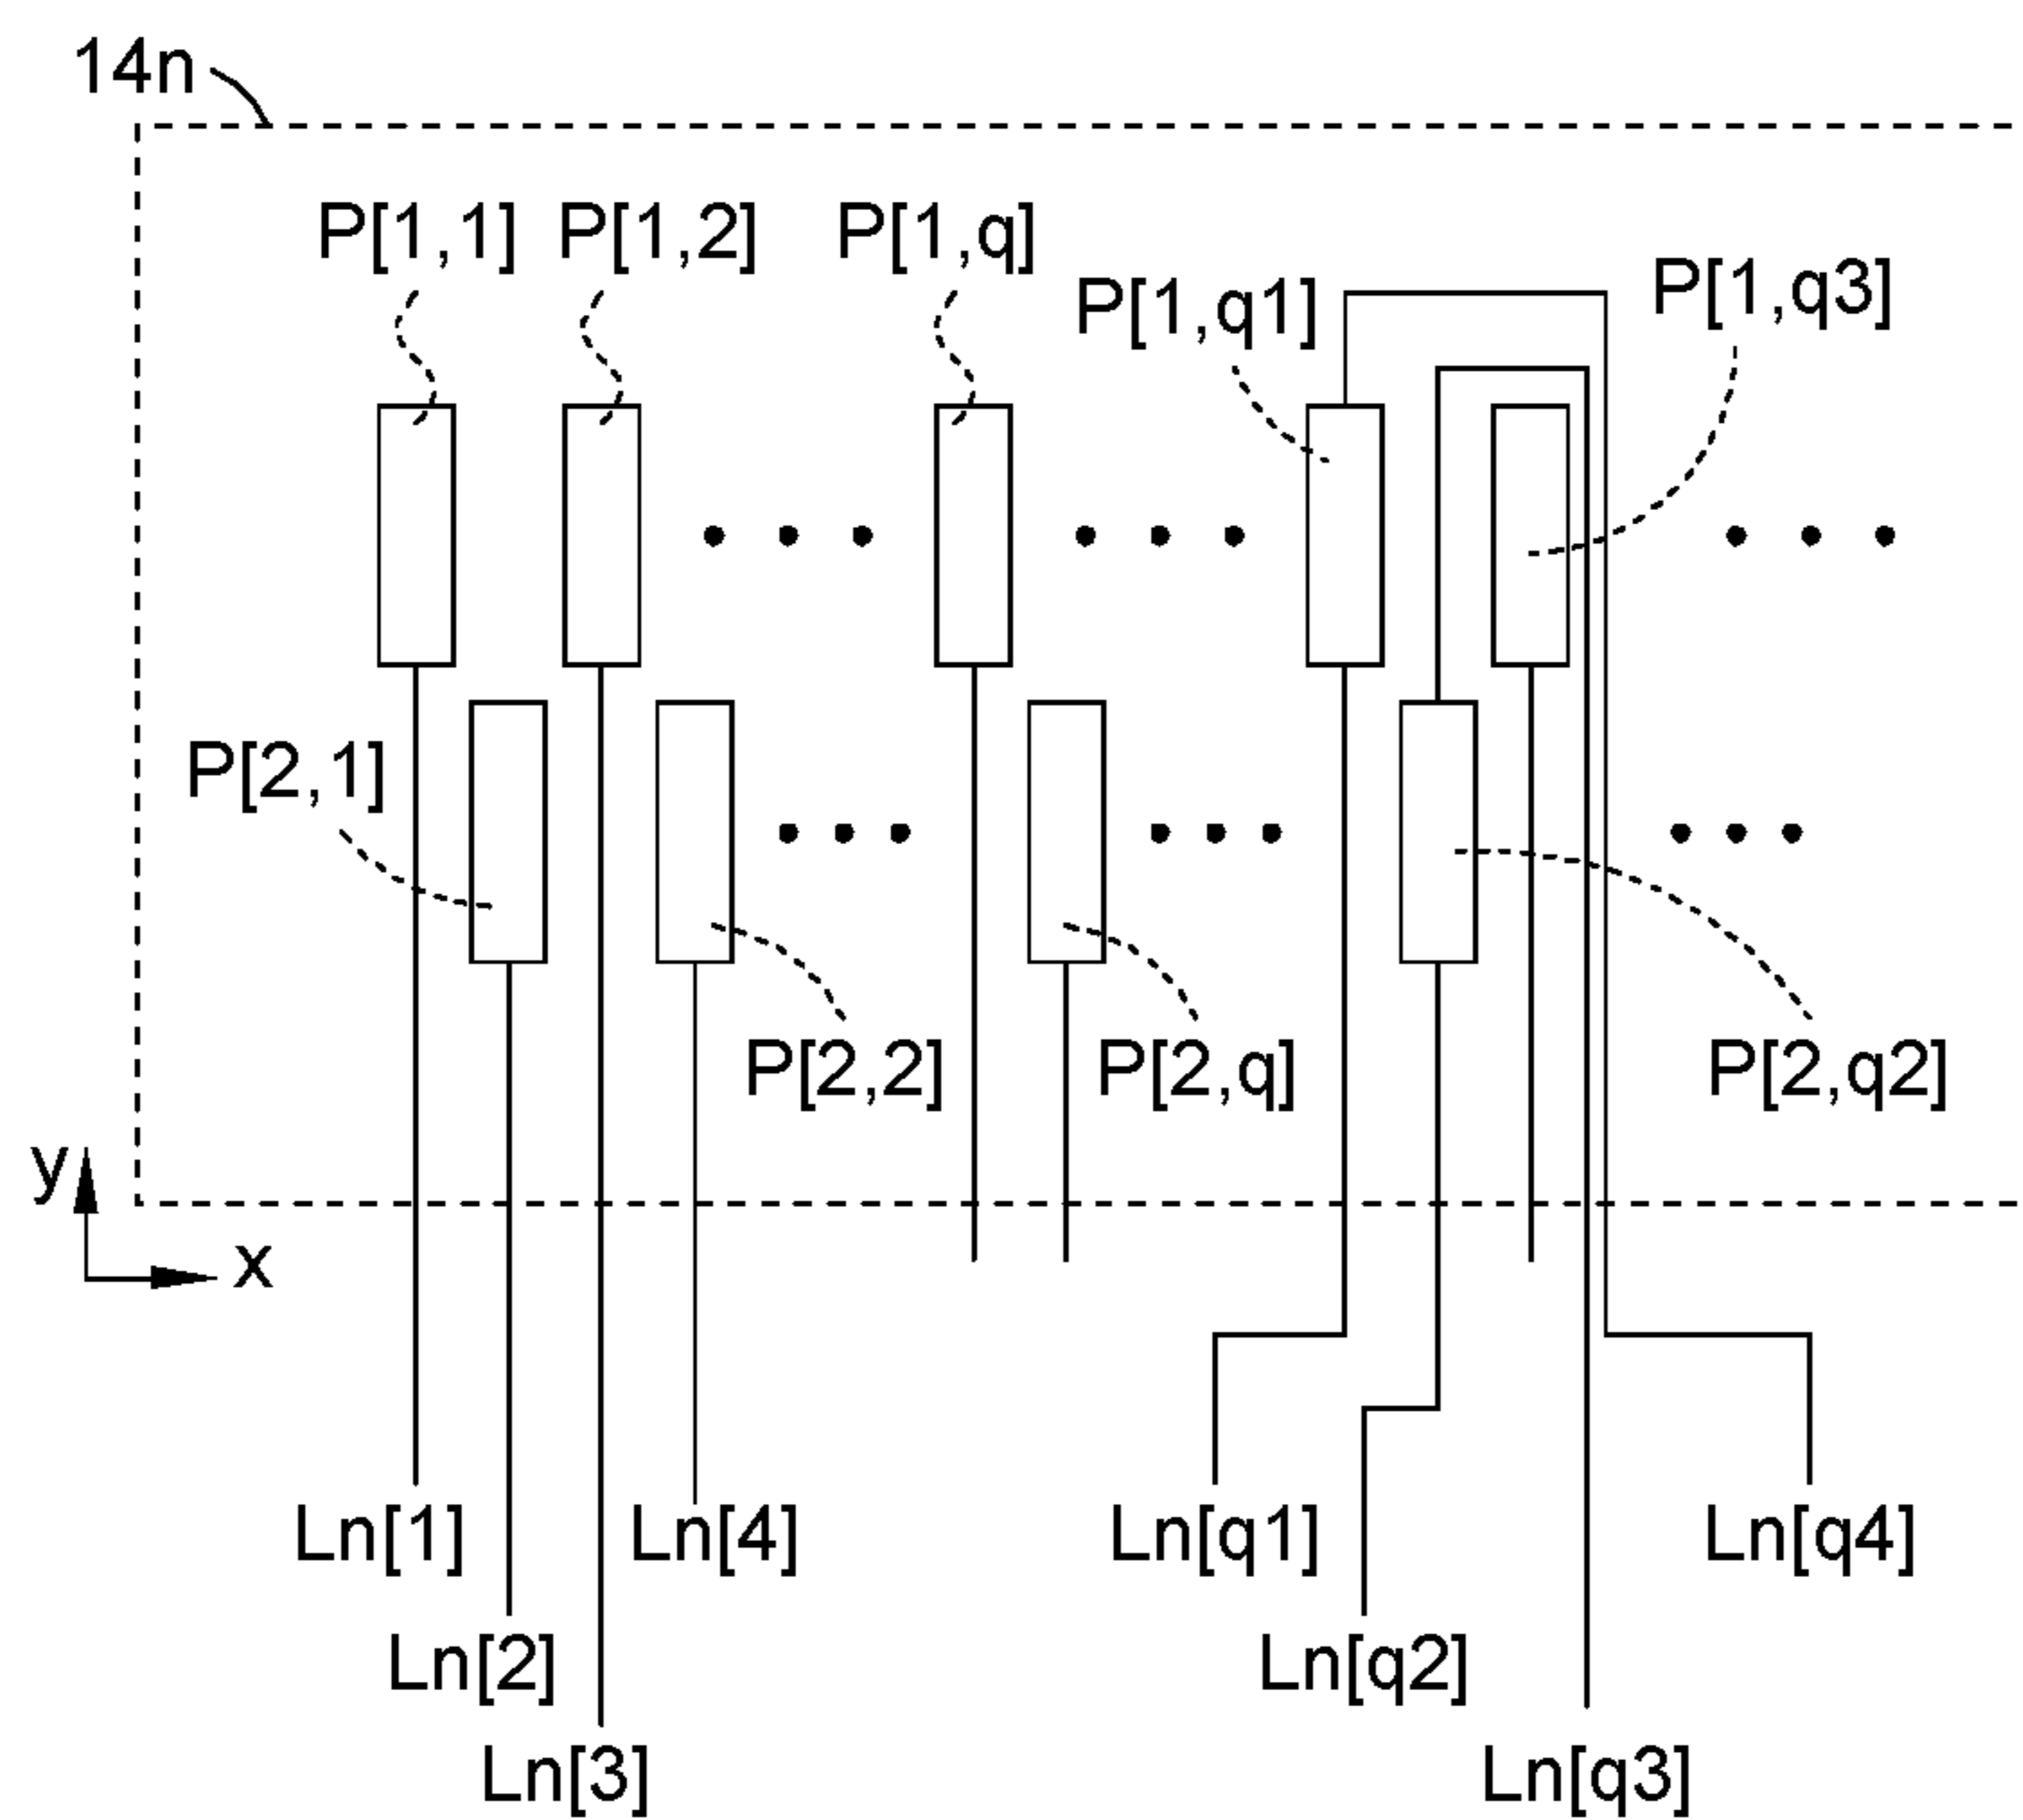 14n
P[1,1] P[1,2] P[1,q]
P[1,q1] P[1,q3]
P[2,1]
P[2,2] P[2,q] P[2,q2]
y
x
Ln[1] Ln[4] Ln[q1] Ln[q4]
Ln[2] Ln[q2]
Ln[3] Ln[q3]